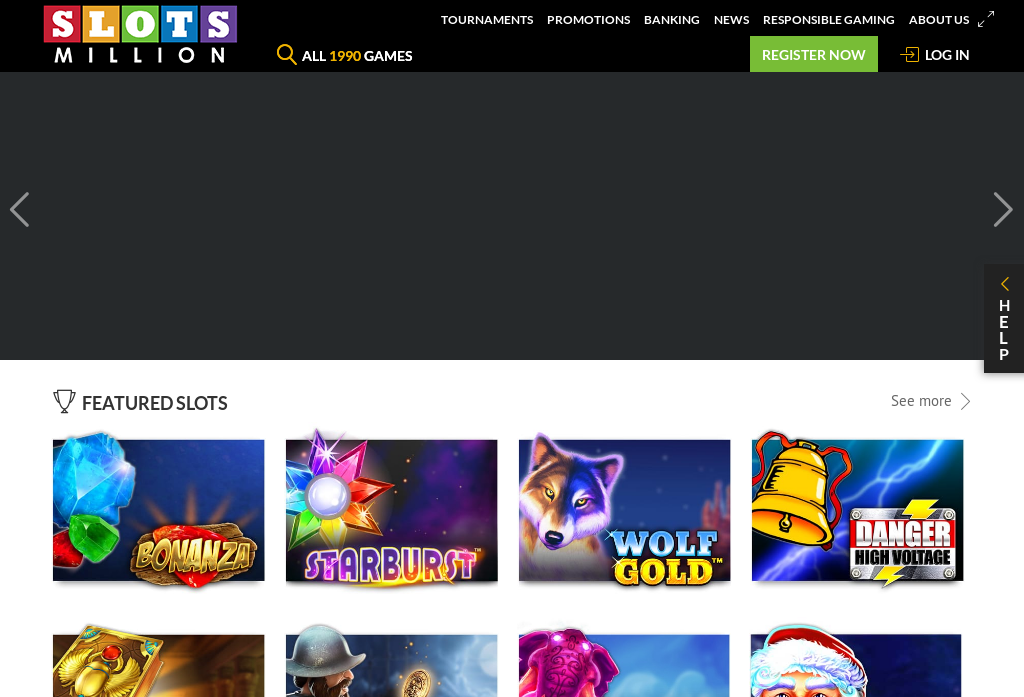 SLOTS
MILLION
TOURNAMENTS PROMOTIONS BANKING NEWS RESPONSIBLE GAMING ABOUT US
ALL 1990 GAMES
REGISTER NOW
LOG IN
HELP
FEATURED SLOTS
See more
BONANZA
STARBURST™
WOLF
GOLD™
DANGER
HIGH VOLTAGE